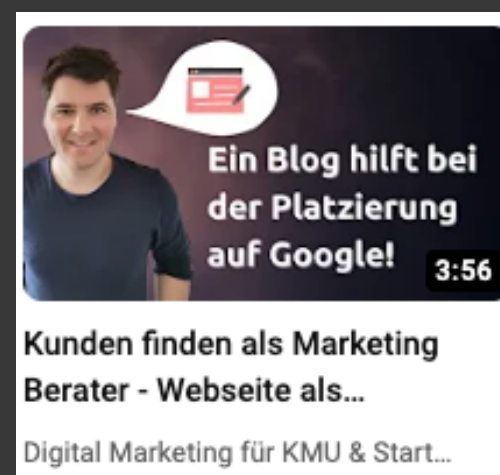 Ein Blog hilft bei
der Platzierung
auf Google!
3:56
Kunden finden als Marketing
Berater - Webseite als...
Digital Marketing für KMU & Start...